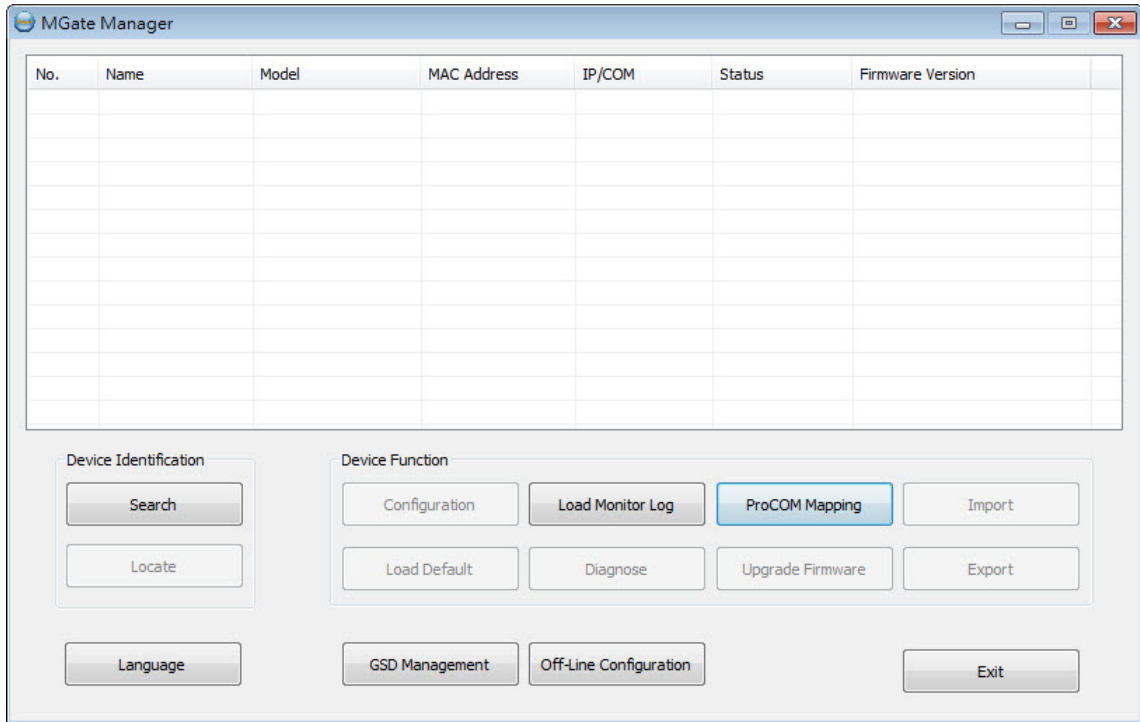 MGate Manager
No. Name Model MAC Address IP/COM Status Firmware Version
Device Identification Device Function
Search Configuration Load Monitor Log ProCOM Mapping Import
Locate Load Default Diagnose Upgrade Firmware Export
Language GSD Management Off-Line Configuration Exit